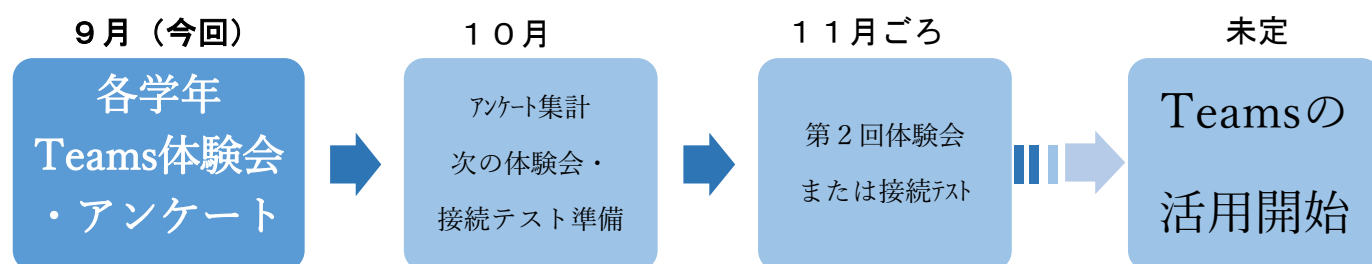 ９月（今回）
各学年
Teams体験会
・アンケート
１０月
ｱﾝｹｰﾄ集計
次の体験会・
接続テスト準備
１１月ごろ
第２回体験会
または接続ﾃｽﾄ
未定
Teamsの
活用開始